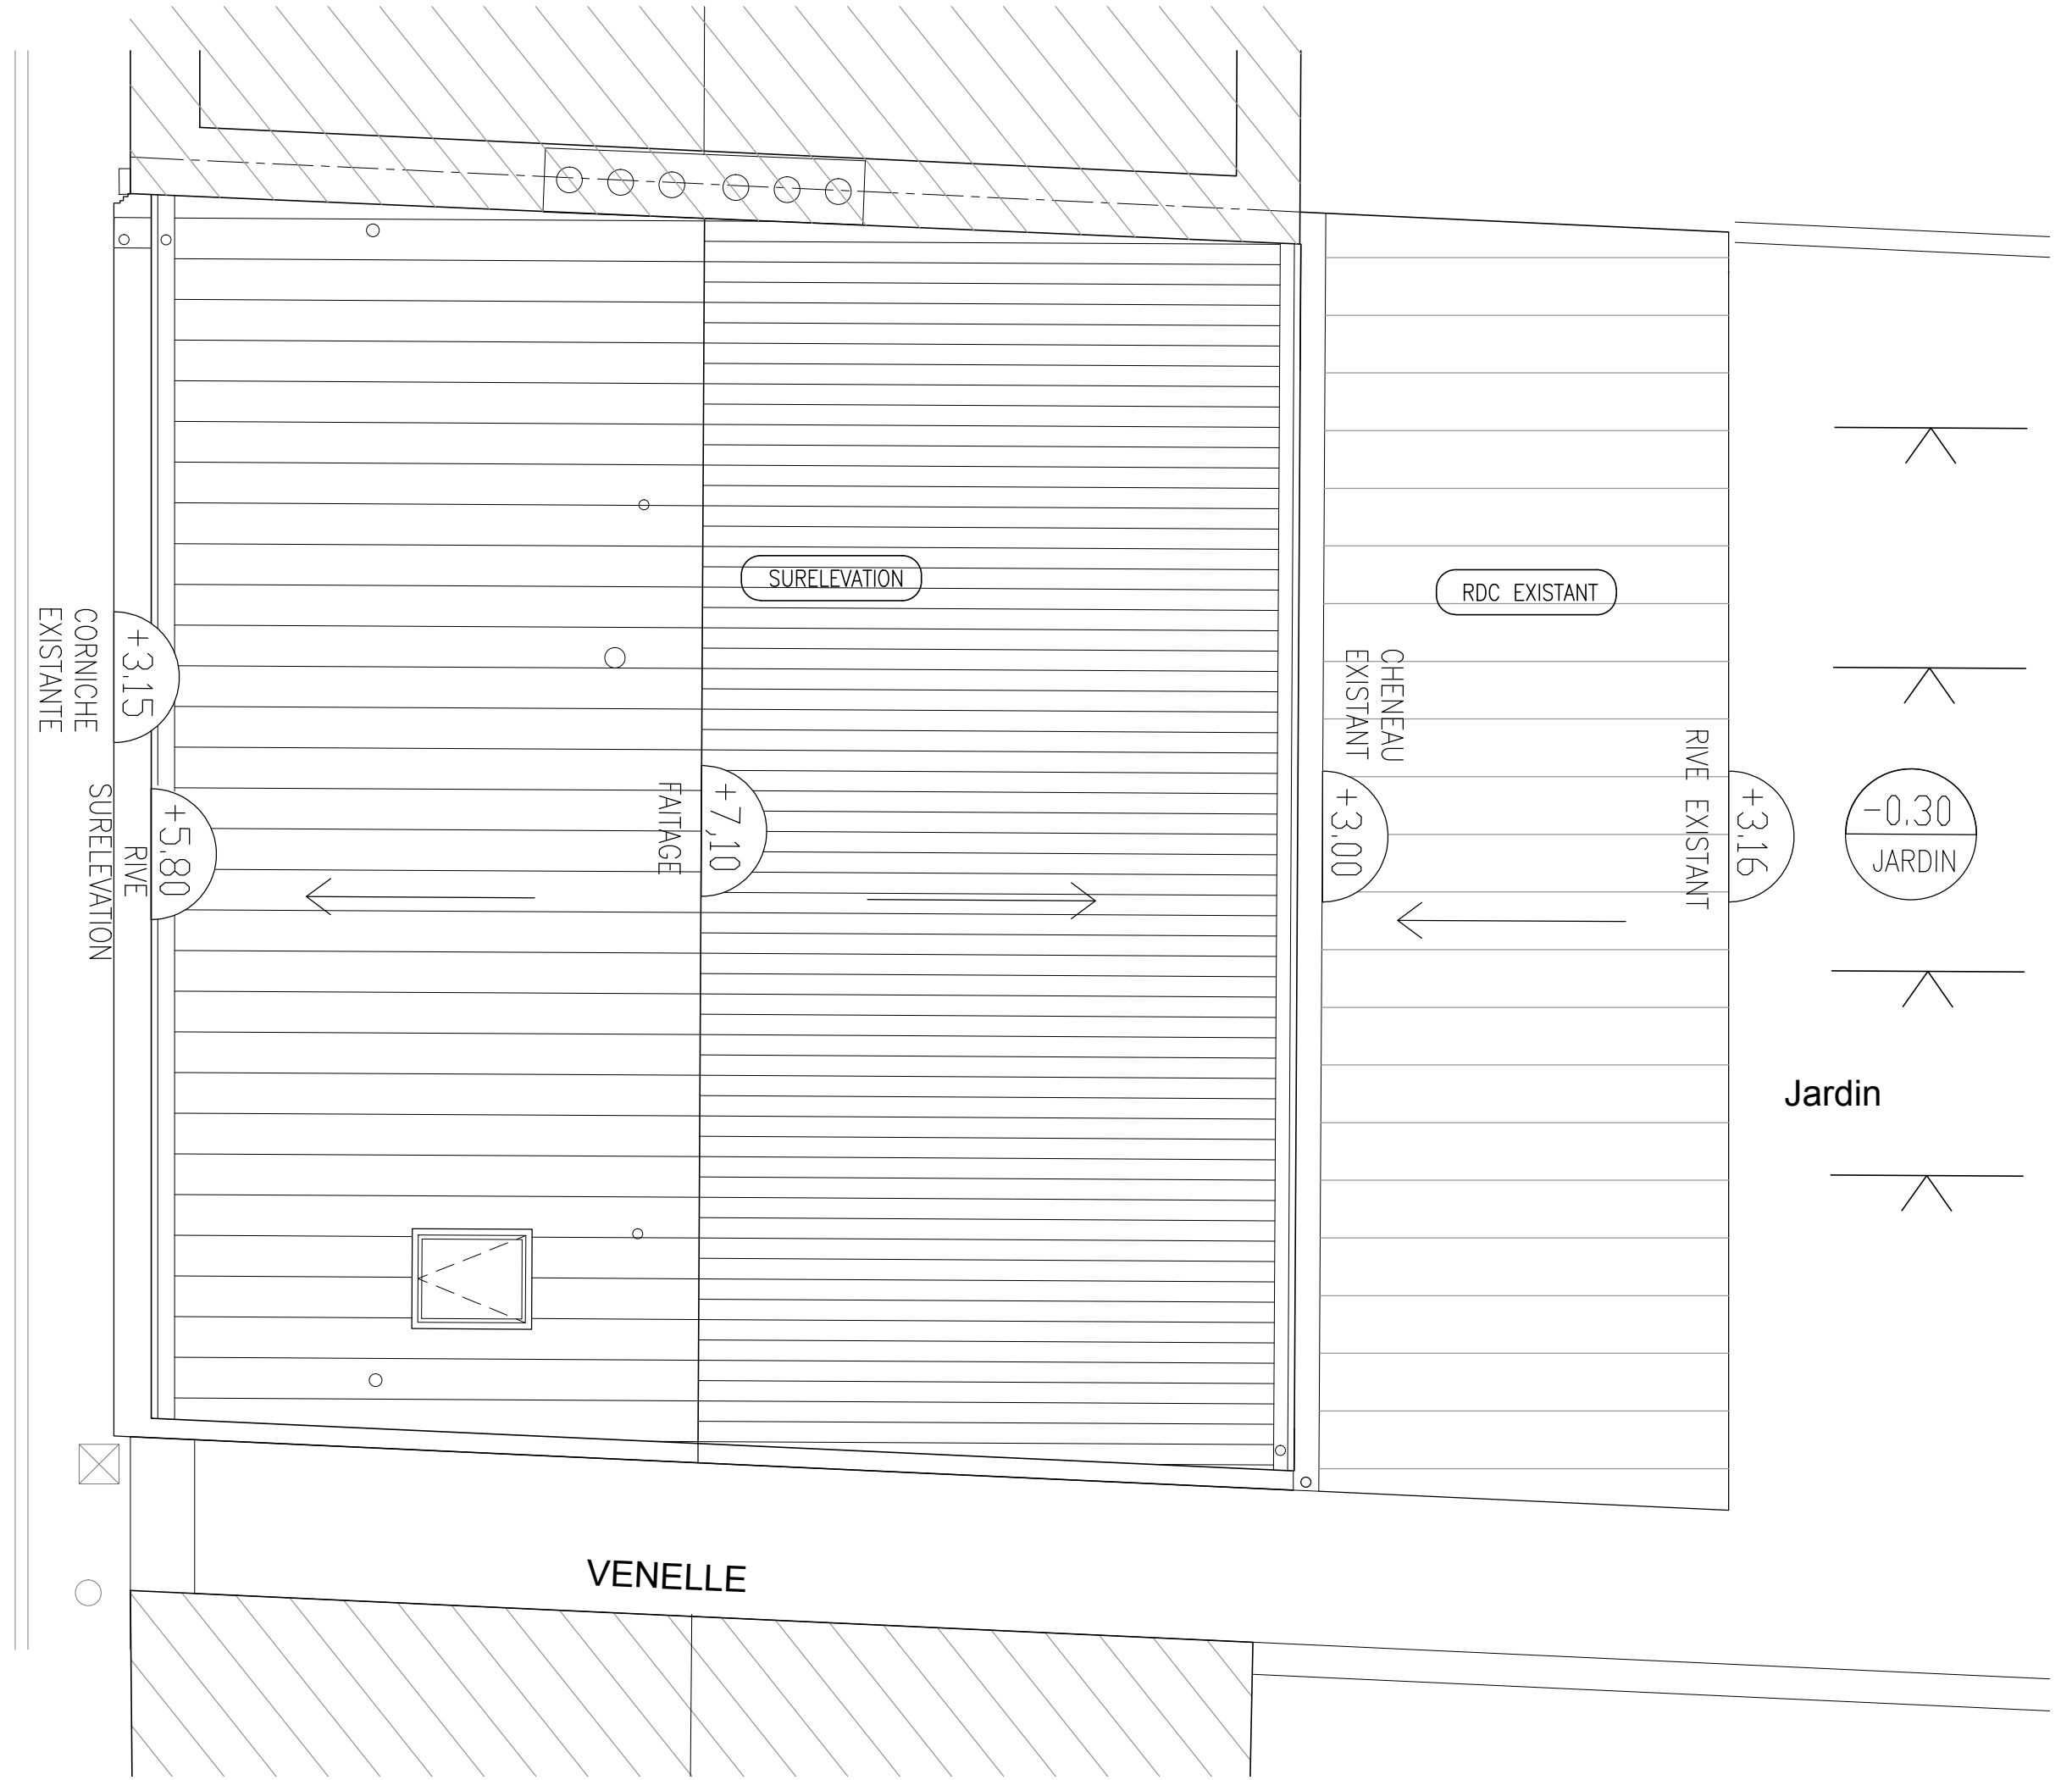 SURELEVATION
RDC EXISTANT
CORNICHE
EXISTANTE
+3,15
CHENEAU
EXISTANT
+3,00
RIVE EXISTANT
+3,16
-0,30
JARDIN
RIVE
SURELEVATION
+5,80
FAITAGE
+7,10
Jardin
VENELLE